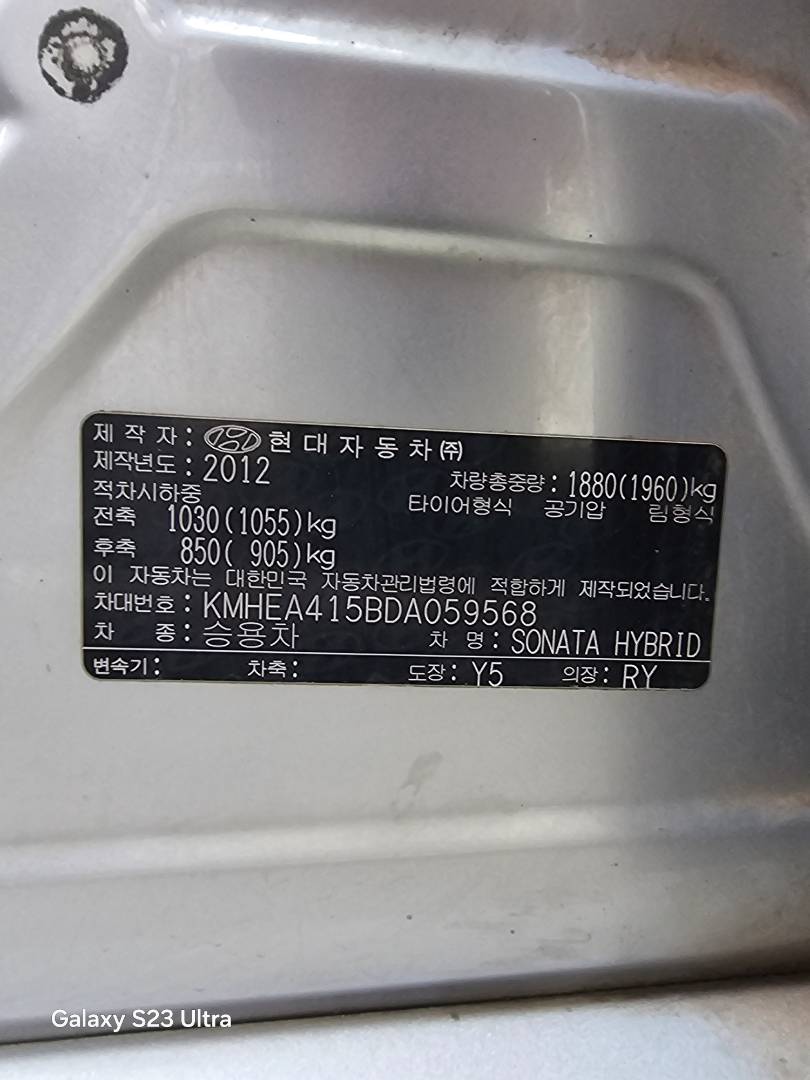 제 작 자 : 현 대 자 동 차 ㈜
제작년도 : 2012 차량총중량 : 1880(1960)kg
적차시하중 타이어형식 공기압 림형식
전축 1030(1055)kg
후축 850( 905)kg
이 자동차는 대한민국 자동차관리법령에 적합하게 제작되었습니다.
차대번호 : KMHEA415BDA059568
차 종 : 승용차 차 명 : SONATA HYBRID
변속기 : 차축 : 도장 : Y5 의장 : RY
Galaxy S23 Ultra